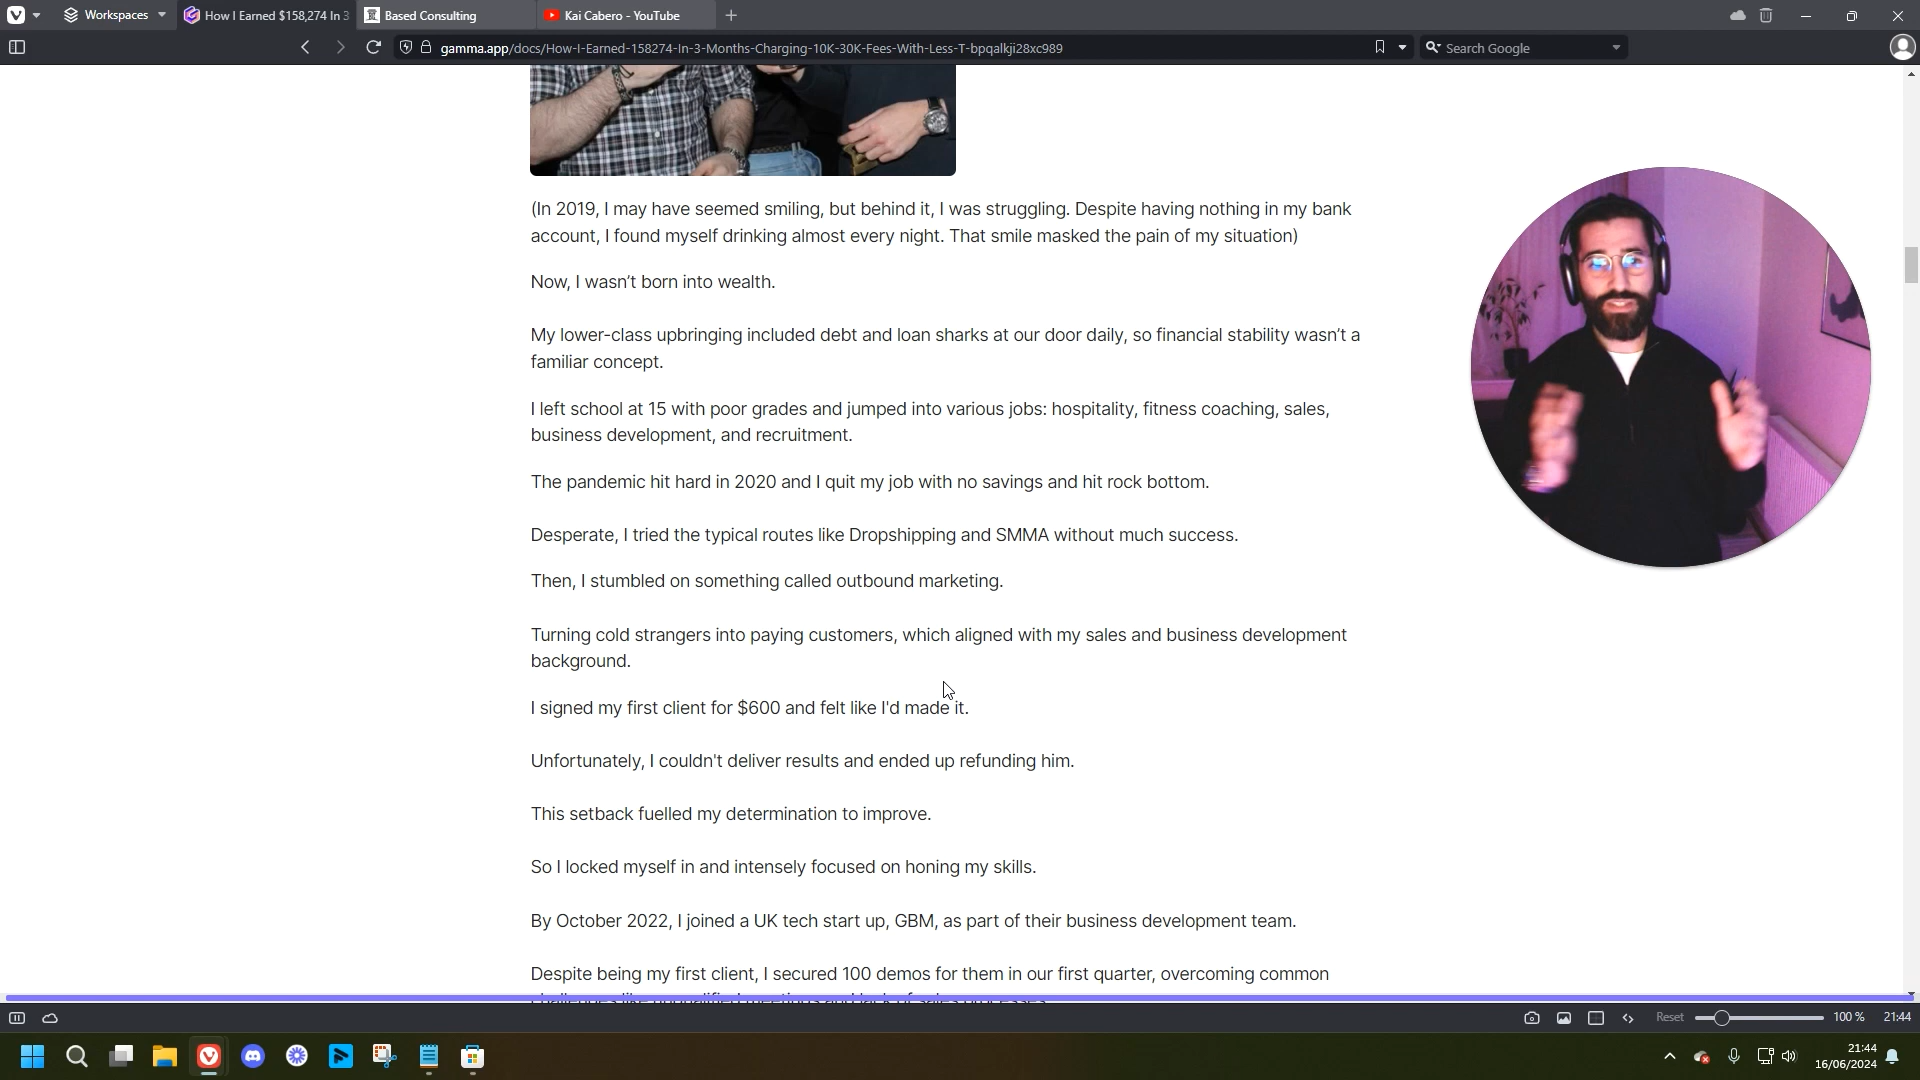 Workspaces
How I Earned $158,274 In 3
Based Consulting
Kai Cabero - YouTube
gamma.app/docs/How-I-Earned-158274-In-3-Months-Charging-10K-30K-Fees-With-Less-T-bpqalkji28xc989
Search Google
(In 2019, I may have seemed smiling, but behind it, I was struggling. Despite having nothing in my bank
account, I found myself drinking almost every night. That smile masked the pain of my situation)
Now, I wasn't born into wealth.
My lower-class upbringing included debt and loan sharks at our door daily, so financial stability wasn't a
familiar concept.
I left school at 15 with poor grades and jumped into various jobs: hospitality, fitness coaching, sales,
business development, and recruitment.
The pandemic hit hard in 2020 and I quit my job with no savings and hit rock bottom.
Desperate, I tried the typical routes like Dropshipping and SMMA without much success.
Then, I stumbled on something called outbound marketing.
Turning cold strangers into paying customers, which aligned with my sales and business development
background.
I signed my first client for $600 and felt like I'd made it.
Unfortunately, I couldn't deliver results and ended up refunding him.
This setback fuelled my determination to improve.
So I locked myself in and intensely focused on honing my skills.
By October 2022, I joined a UK tech start up, GBM, as part of their business development team.
Despite being my first client, I secured 100 demos for them in our first quarter, overcoming common
challenges like unqualified meetings and lack of sales processes.
Reset
100 %
21:44
21:44
16/06/2024